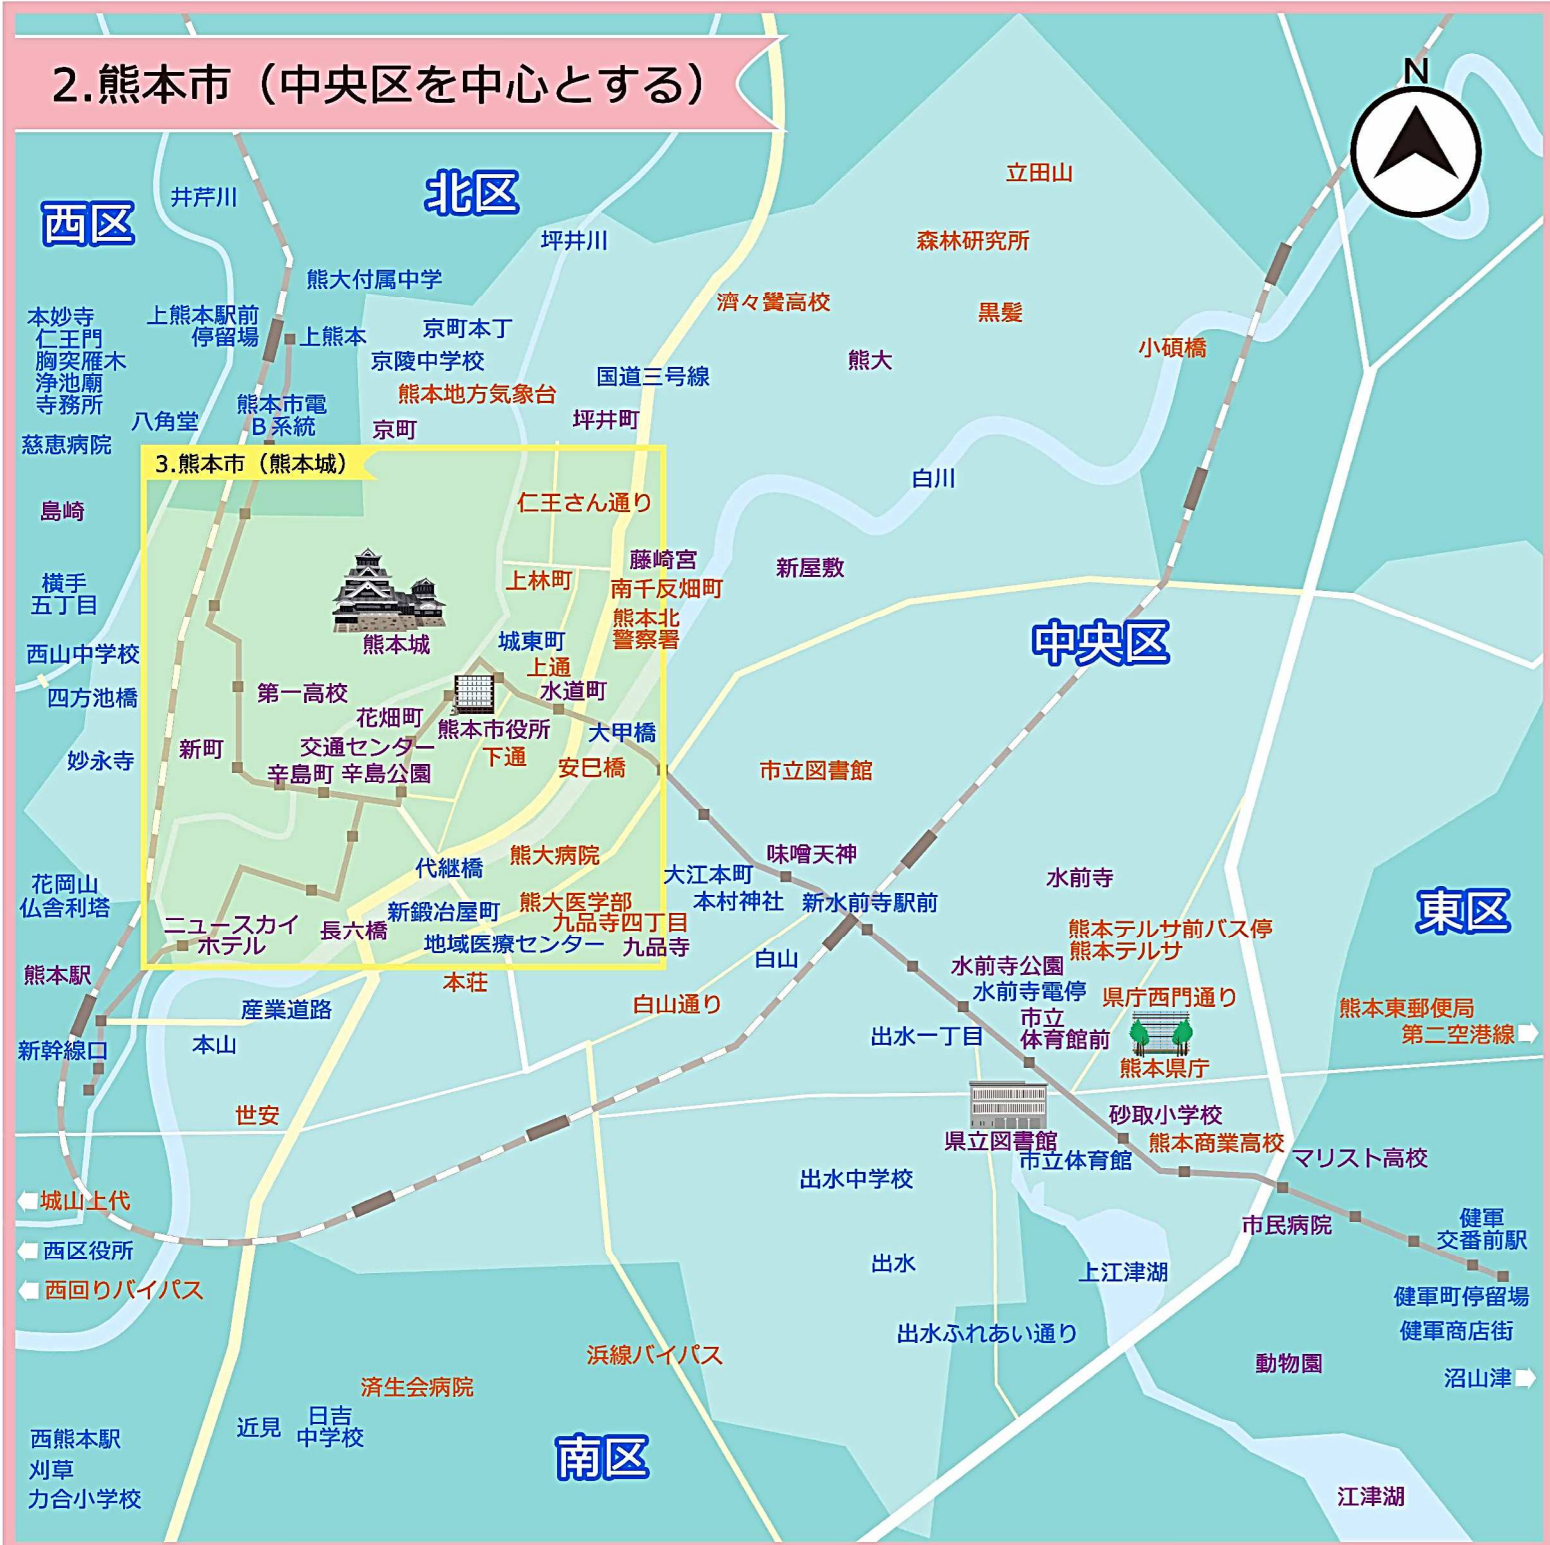 2.熊本市（中央区を中心とする）
N
西区
北区
井芹川
坪井川
立田山
森林研究所
熊大付属中学
本妙寺
仁王門
胸突雁木
浄池廟
寺務所
上熊本駅前
停留場
上熊本
京町本丁
京陵中学校
熊本地方気象台
済々黌高校
黒髪
小磧橋
熊大
国道三号線
坪井町
八角堂
熊本市電
B系統
京町
慈恵病院
3.熊本市（熊本城）
白川
島崎
仁王さん通り
藤崎宮
新屋敷
横手
五丁目
上林町
南千反畑町
熊本北
警察署
熊本城
城東町
中央区
西山中学校
上通
四方池橋
第一高校
水道町
花畑町
熊本市役所
大甲橋
新町
交通センター
下通
妙永寺
辛島町
辛島公園
安巳橋
市立図書館
代継橋
熊大病院
味噌天神
大江本町
水前寺
花岡山
仏舎利塔
新鍛冶屋町
熊大医学部
本村神社
新水前寺駅前
東区
ニュースカイ
ホテル
長六橋
九品寺四丁目
地域医療センター
九品寺
熊本テルサ前バス停
熊本テルサ
白山
熊本駅
本荘
水前寺公園
水前寺電停
県庁西門通り
産業道路
白山通り
市立
体育館前
熊本東郵便局
第二空港線
新幹線口
本山
出水一丁目
熊本県庁
世安
砂取小学校
県立図書館
熊本商業高校
市立体育館
マリスト高校
出水中学校
城山上代
市民病院
健軍
交番前駅
西区役所
出水
上江津湖
西回りバイパス
健軍町停留場
出水ふれあい通り
健軍商店街
浜線バイパス
動物園
済生会病院
沼山津
近見
日吉
中学校
西熊本駅
刈草
力合小学校
南区
江津湖